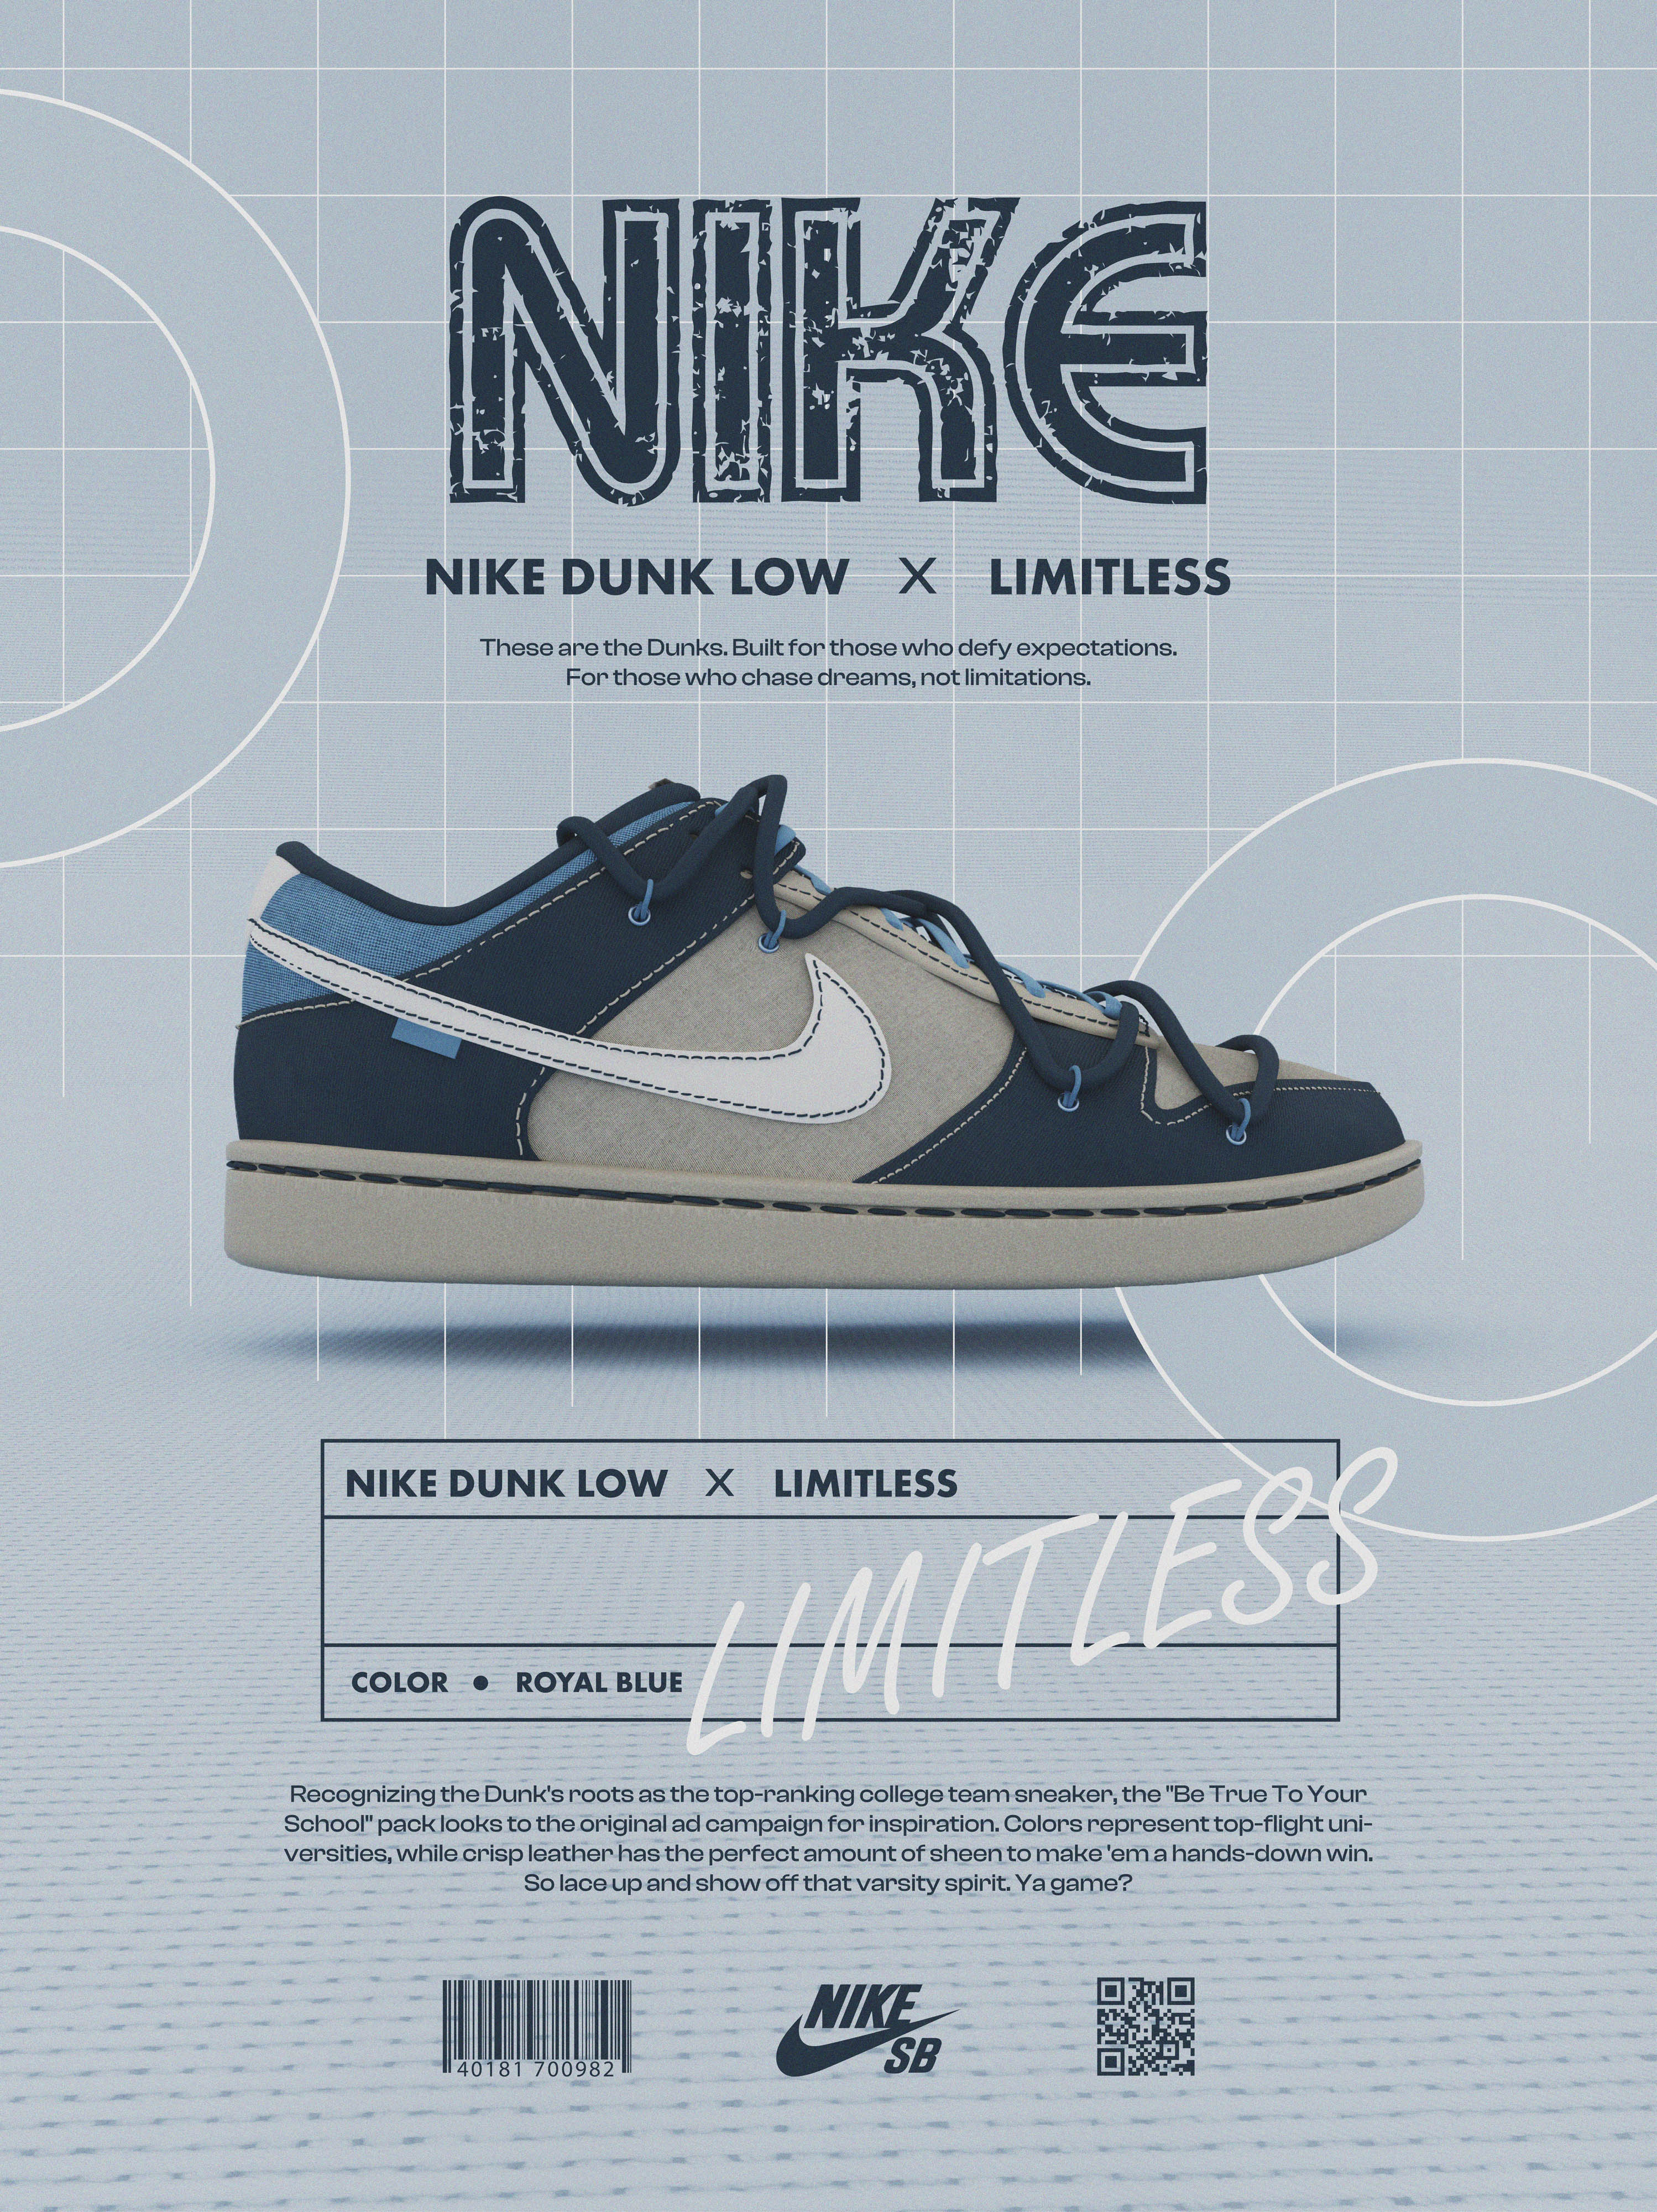 NIKE
NIKE DUNK LOW X LIMITLESS
These are the Dunks. Built for those who defy expectations.
For those who chase dreams, not limitations.
NIKE DUNK LOW X LIMITLESS
LIMITLESS
COLOR • ROYAL BLUE
Recognizing the Dunk's roots as the top-ranking college team sneaker, the "Be True To Your
School" pack looks to the original ad campaign for inspiration. Colors represent top-flight uni-
versities, while crisp leather has the perfect amount of sheen to make 'em a hands-down win.
So lace up and show off that varsity spirit. Ya game?
40181 700982
NIKE
SB